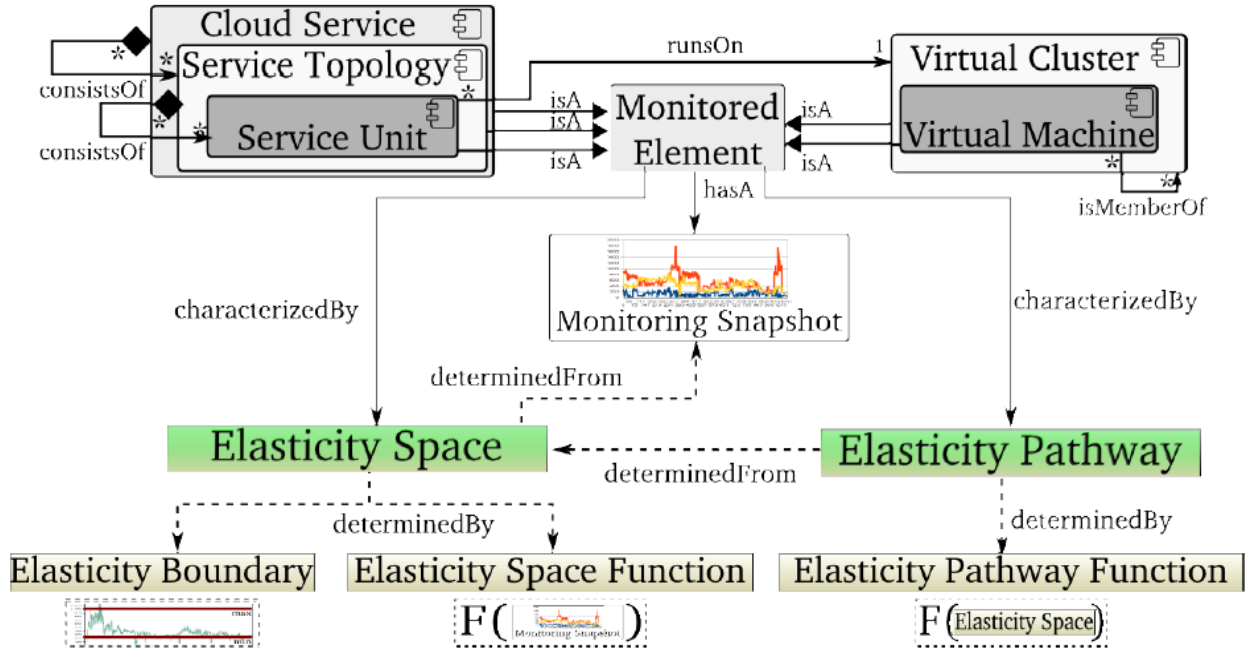 Cloud Service
*
*
Service Topology
consistsOf
*
*
*
Service Unit
consistsOf
runsOn
1
isA
isA
isA
Monitored
Element
isA
isA
Virtual Cluster
Virtual Machine
*
*
isMemberOf
hasA
Monitoring Snapshot
characterizedBy
characterizedBy
determinedFrom
Elasticity Space
determinedFrom
Elasticity Pathway
determinedBy
determinedBy
Elasticity Boundary
Elasticity Space Function
Elasticity Pathway Function
max
min
F( Monitoring Snapshot )
F(Elasticity Space)